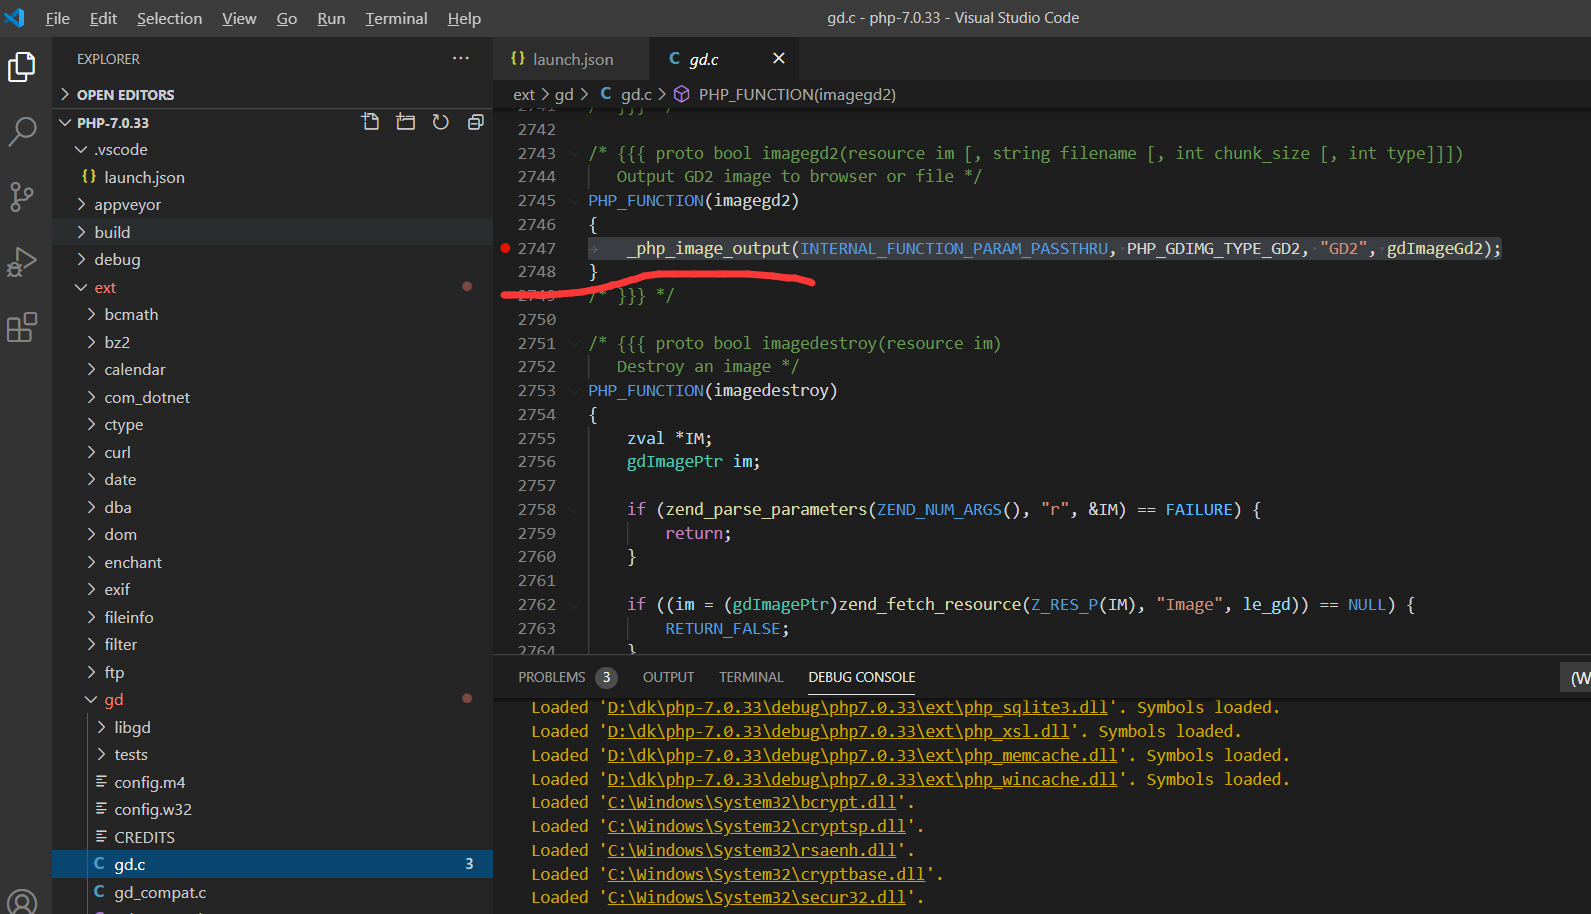 File Edit Selection View Go Run Terminal Help
gd.c - php-7.0.33 - Visual Studio Code
EXPLORER
OPEN EDITORS
PHP-7.0.33
.vscode
launch.json
appveyor
build
debug
ext
bcmath
bz2
calendar
com_dotnet
ctype
curl
date
dba
dom
enchant
exif
fileinfo
filter
ftp
gd
libgd
tests
config.m4
config.w32
CREDITS
gd.c 3
gd_compat.c
launch.json
gd.c
ext > gd > C gd.c > PHP_FUNCTION(imagegd2)
2741 /* }}} */
2742
2743 /* {{{ proto bool imagegd2(resource im [, string filename [, int chunk_size [, int type]]])
2744 Output GD2 image to browser or file */
2745 PHP_FUNCTION(imagegd2)
2746 {
2747 _php_image_output(INTERNAL_FUNCTION_PARAM_PASSTHRU, PHP_GDIMG_TYPE_GD2, "GD2", gdImageGd2);
2748 }
2749 /* }}} */
2750
2751 /* {{{ proto bool imagedestroy(resource im)
2752 Destroy an image */
2753 PHP_FUNCTION(imagedestroy)
2754 {
2755 zval *IM;
2756 gdImagePtr im;
2757
2758 if (zend_parse_parameters(ZEND_NUM_ARGS(), "r", &IM) == FAILURE) {
2759 return;
2760 }
2761
2762 if ((im = (gdImagePtr)zend_fetch_resource(Z_RES_P(IM), "Image", le_gd)) == NULL) {
2763 RETURN_FALSE;
2764 }
PROBLEMS 3 OUTPUT TERMINAL DEBUG CONSOLE (W
Loaded 'D:\dk\php-7.0.33\debug\php7.0.33\ext\php_sqlite3.dll'. Symbols loaded.
Loaded 'D:\dk\php-7.0.33\debug\php7.0.33\ext\php_xsl.dll'. Symbols loaded.
Loaded 'D:\dk\php-7.0.33\debug\php7.0.33\ext\php_memcache.dll'. Symbols loaded.
Loaded 'D:\dk\php-7.0.33\debug\php7.0.33\ext\php_wincache.dll'. Symbols loaded.
Loaded 'C:\Windows\System32\bcrypt.dll'.
Loaded 'C:\Windows\System32\cryptsp.dll'.
Loaded 'C:\Windows\System32\rsaenh.dll'.
Loaded 'C:\Windows\System32\cryptbase.dll'.
Loaded 'C:\Windows\System32\secur32.dll'.